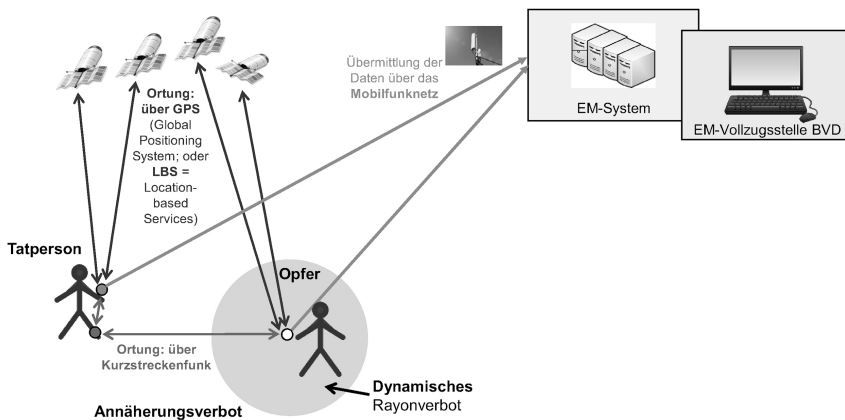 Übermittlung der
Daten über das
Mobilfunknetz
EM-System
EM-Vollzugsstelle BVD
Ortung:
über GPS
(Global
Positioning
System; oder
LBS =
Location-
based
Services)
Tatperson
Opfer
Ortung: über
Kurzstreckenfunk
Dynamisches
Rayonverbot
Annäherungsverbot